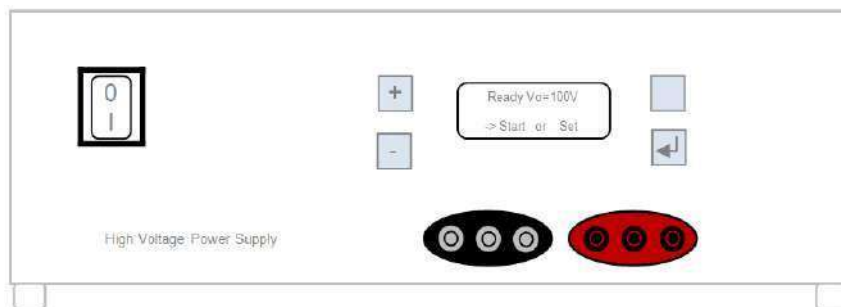 0
I
+
-
Ready Vo=100V
-> Start or Set
High Voltage Power Supply